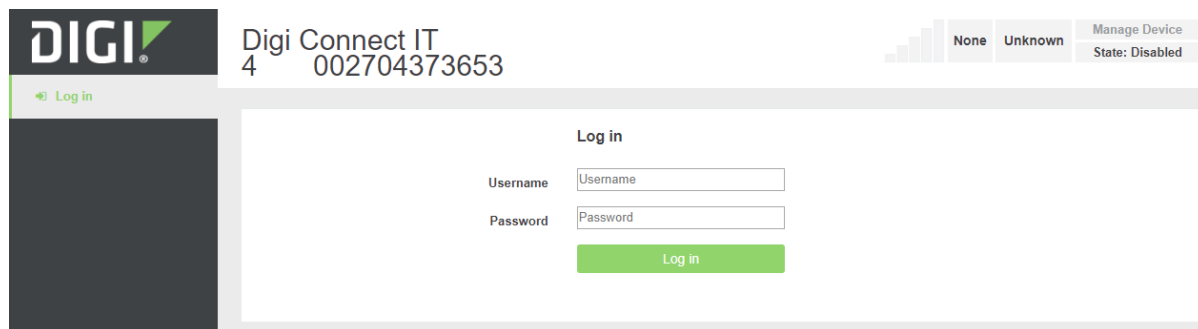 DIGI
Digi Connect IT
4 002704373653
None
Unknown
Manage Device
State: Disabled
Log in
Log in
Username
Username
Password
Password
Log in